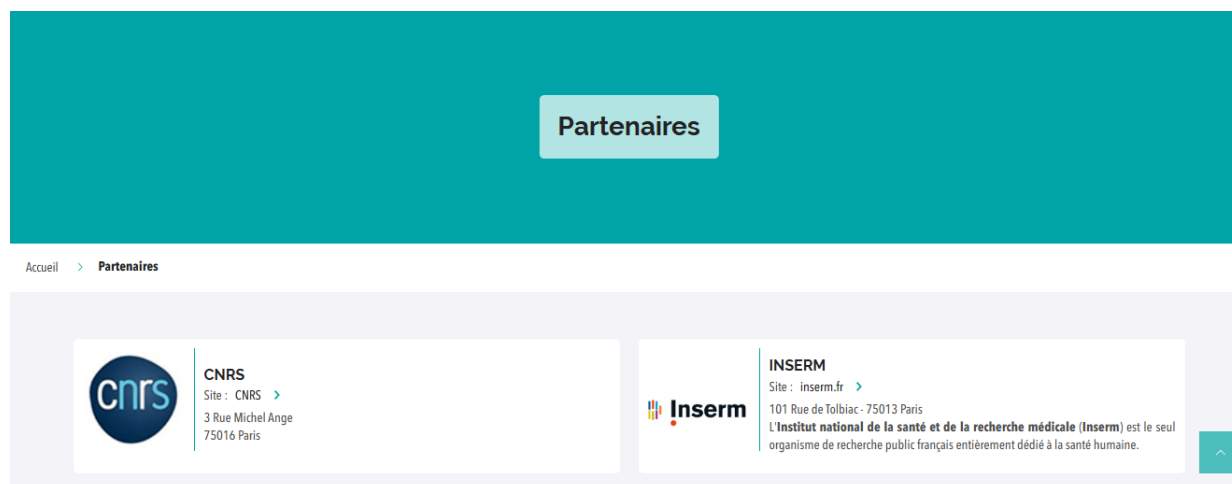 Partenaires
Accueil > Partenaires
cnrs
CNRS
Site : CNRS >
3 Rue Michel Ange
75016 Paris
Inserm
INSERM
Site : inserm.fr >
101 Rue de Tolbiac - 75013 Paris
L'Institut national de la santé et de la recherche médicale (Inserm) est le seul
organisme de recherche public français entièrement dédié à la santé humaine.